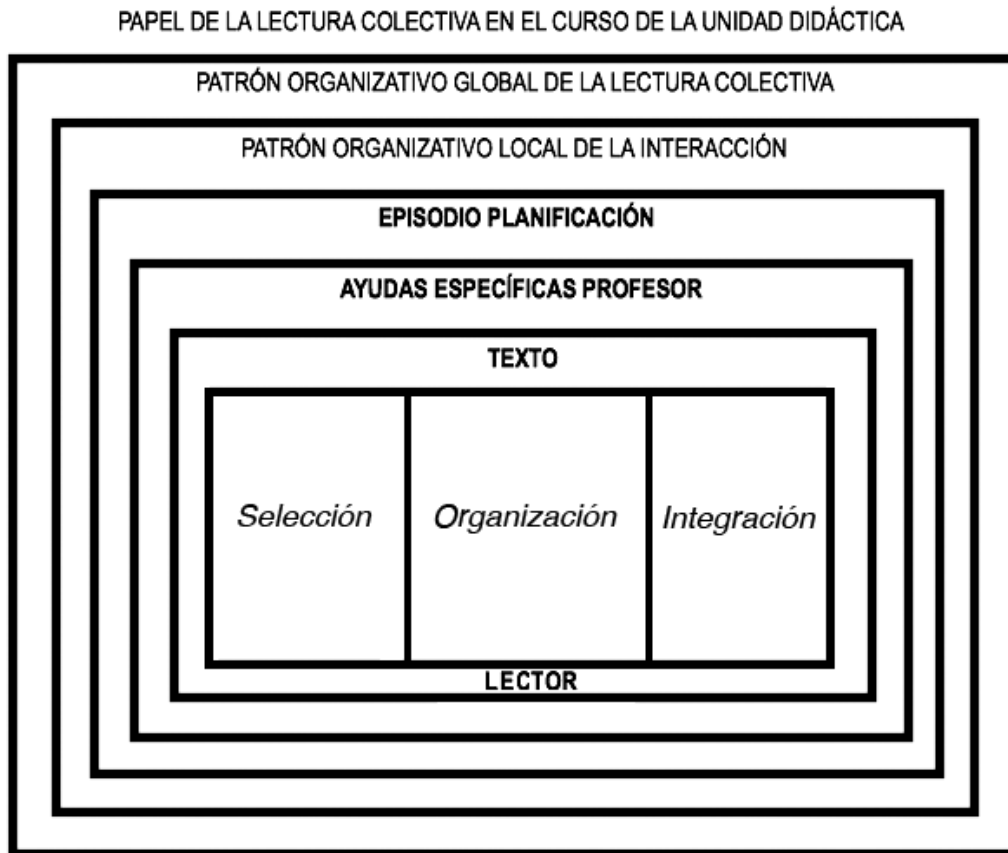 PAPEL DE LA LECTURA COLECTIVA EN EL CURSO DE LA UNIDAD DIDÁCTICA
PATRÓN ORGANIZATIVO GLOBAL DE LA LECTURA COLECTIVA
PATRÓN ORGANIZATIVO LOCAL DE LA INTERACCIÓN
EPISODIO PLANIFICACIÓN
AYUDAS ESPECÍFICAS PROFESOR
TEXTO
Selección Organización Integración
LECTOR